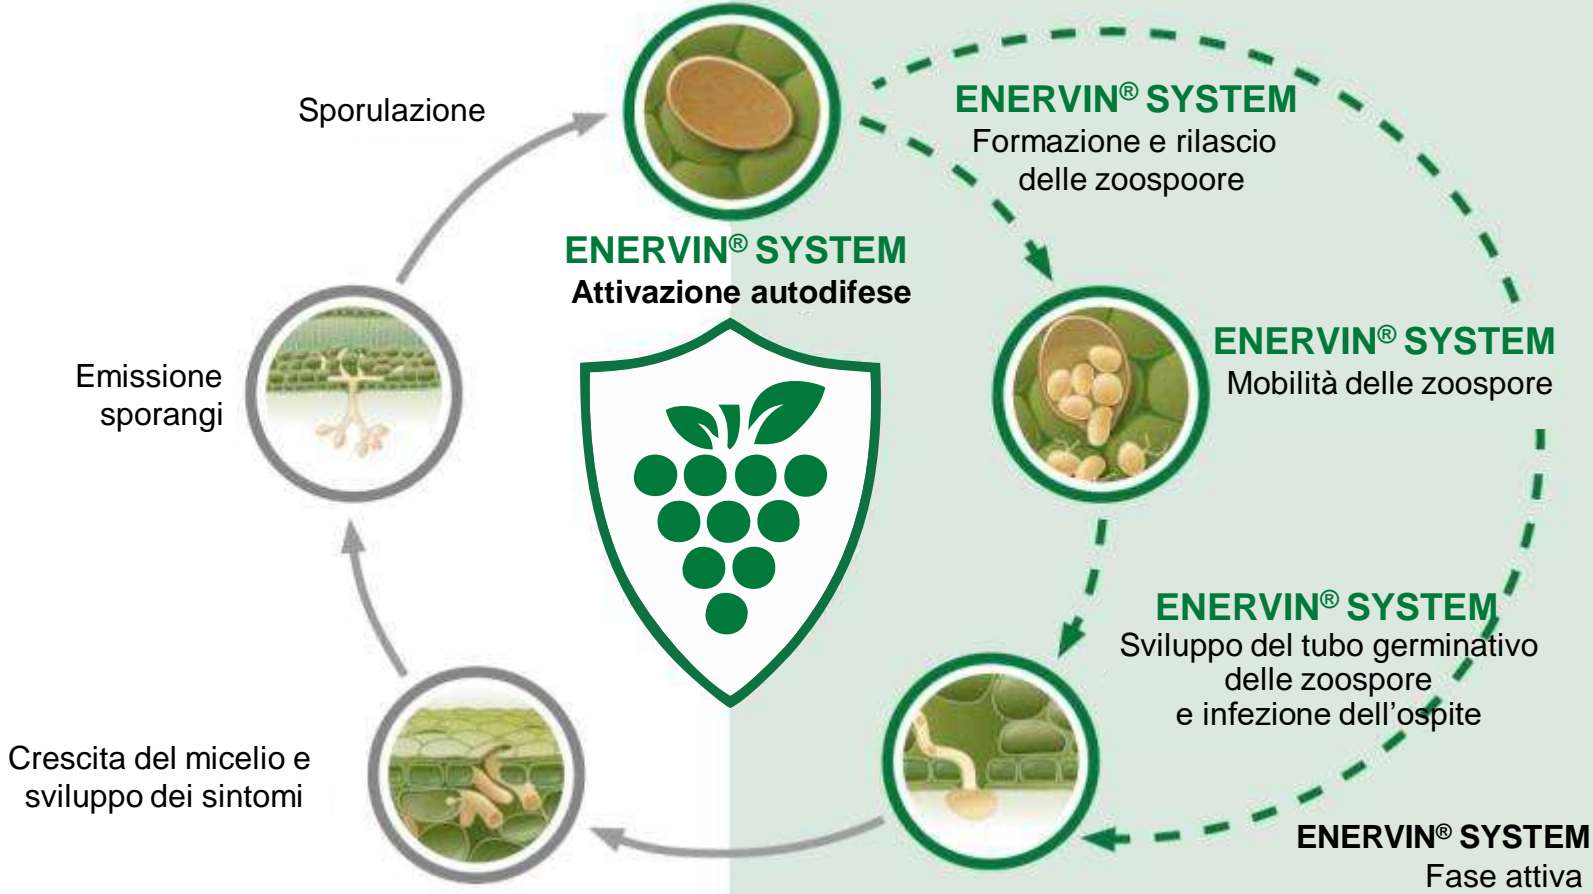 Sporulazione
ENERVIN® SYSTEM
Formazione e rilascio
delle zoospoore
ENERVIN® SYSTEM
Attivazione autodifese
ENERVIN® SYSTEM
Mobilità delle zoospore
Emissione
sporangi
ENERVIN® SYSTEM
Sviluppo del tubo germinativo
delle zoospore
e infezione dell'ospite
Crescita del micelio e
sviluppo dei sintomi
ENERVIN® SYSTEM
Fase attiva